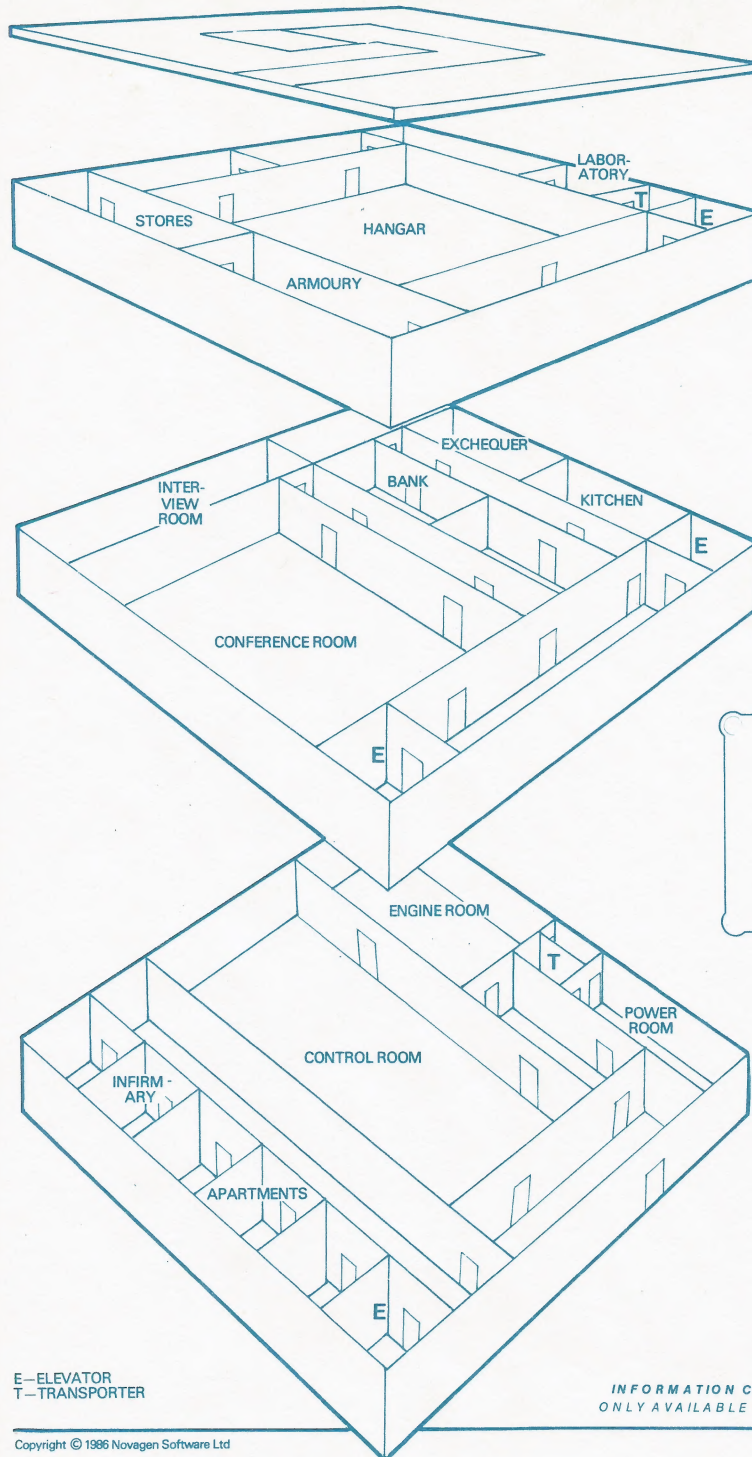 LABOR-
ATORY
T
E
STORES
HANGAR
ARMOURY
EXCHEQUER
INTER-
VIEW
ROOM
BANK
KITCHEN
E
CONFERENCE ROOM
E
ENGINE ROOM
T
POWER
ROOM
CONTROL ROOM
INFIRM-
ARY
APARTMENTS
E
E—ELEVATOR
T—TRANSPORTER
INFORMATION C
ONLY AVAILABLE
Copyright © 1986 Novagen Software Ltd